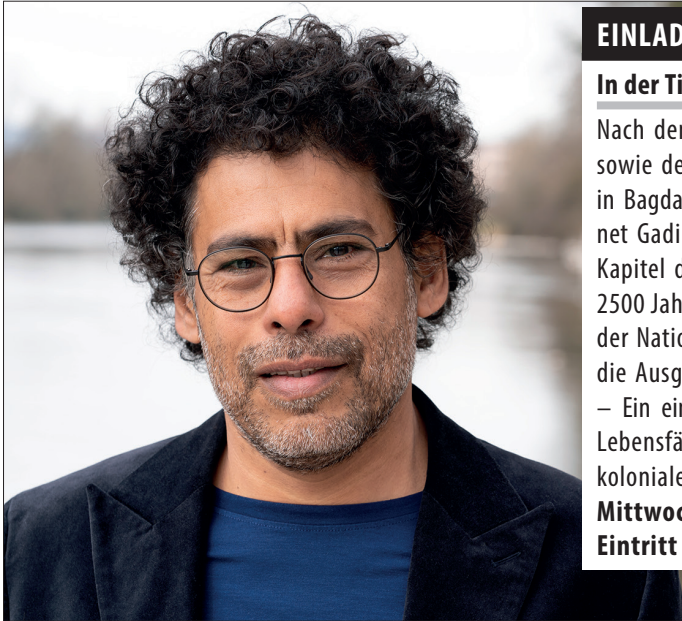 EINLAD
In der Ti
Nach der
sowie de
in Bagda
net Gadi
Kapitel d
2500 Jah
der Natio
die Ausg
– Ein ein
Lebensfä
koloniale
Mittwoc
Eintritt